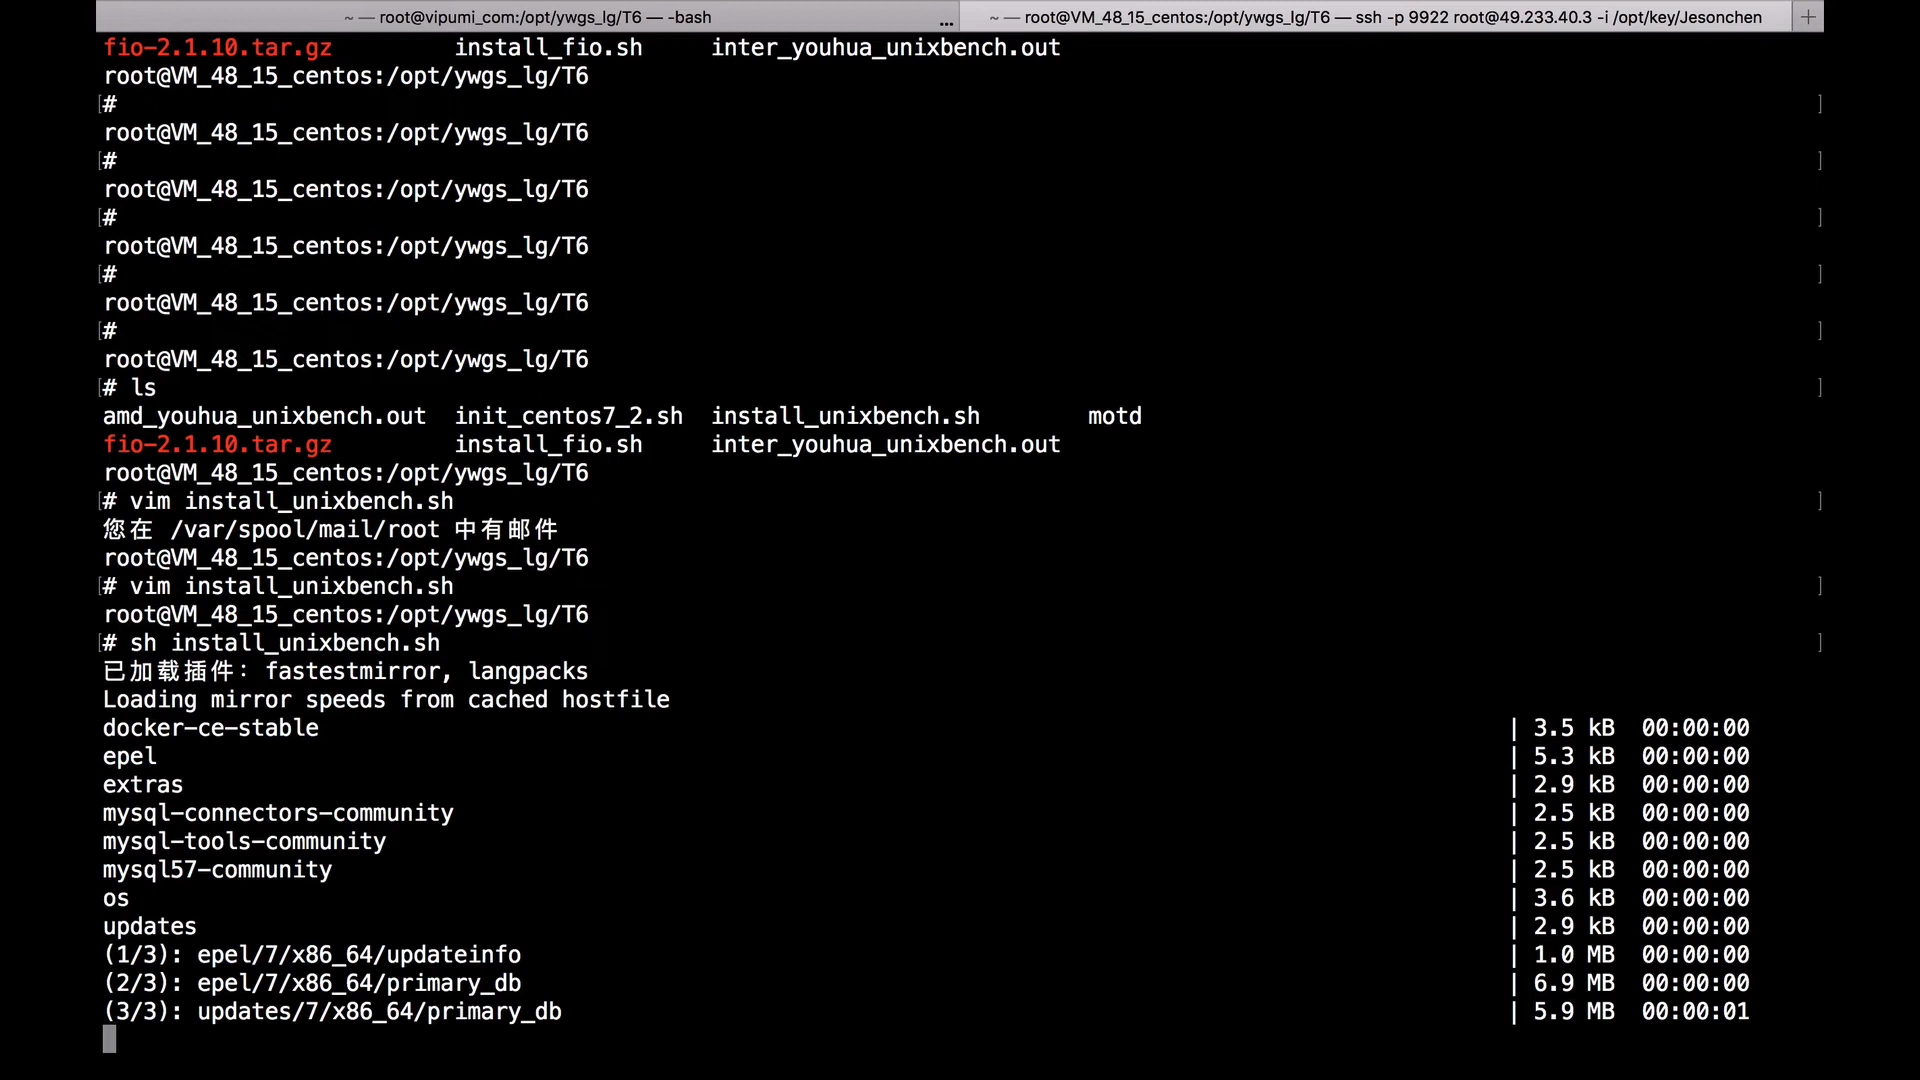 ~ — root@vipumi_com:/opt/ywgs_lg/T6 — -bash ... ~ — root@VM_48_15_centos:/opt/ywgs_lg/T6 — ssh -p 9922 root@49.233.40.3 -i /opt/key/Jesonchen +
fio-2.1.10.tar.gz install_fio.sh inter_youhua_unixbench.out
root@VM_48_15_centos:/opt/ywgs_lg/T6
[# ]
root@VM_48_15_centos:/opt/ywgs_lg/T6
[# ]
root@VM_48_15_centos:/opt/ywgs_lg/T6
[# ]
root@VM_48_15_centos:/opt/ywgs_lg/T6
[# ]
root@VM_48_15_centos:/opt/ywgs_lg/T6
[# ]
root@VM_48_15_centos:/opt/ywgs_lg/T6
[# ls ]
amd_youhua_unixbench.out init_centos7_2.sh install_unixbench.sh motd
fio-2.1.10.tar.gz install_fio.sh inter_youhua_unixbench.out
root@VM_48_15_centos:/opt/ywgs_lg/T6
[# vim install_unixbench.sh ]
您在 /var/spool/mail/root 中有邮件
root@VM_48_15_centos:/opt/ywgs_lg/T6
[# vim install_unixbench.sh ]
root@VM_48_15_centos:/opt/ywgs_lg/T6
[# sh install_unixbench.sh ]
已加载插件：fastestmirror, langpacks
Loading mirror speeds from cached hostfile
docker-ce-stable | 3.5 kB 00:00:00
epel | 5.3 kB 00:00:00
extras | 2.9 kB 00:00:00
mysql-connectors-community | 2.5 kB 00:00:00
mysql-tools-community | 2.5 kB 00:00:00
mysql57-community | 2.5 kB 00:00:00
os | 3.6 kB 00:00:00
updates | 2.9 kB 00:00:00
(1/3): epel/7/x86_64/updateinfo | 1.0 MB 00:00:00
(2/3): epel/7/x86_64/primary_db | 6.9 MB 00:00:00
(3/3): updates/7/x86_64/primary_db | 5.9 MB 00:00:01